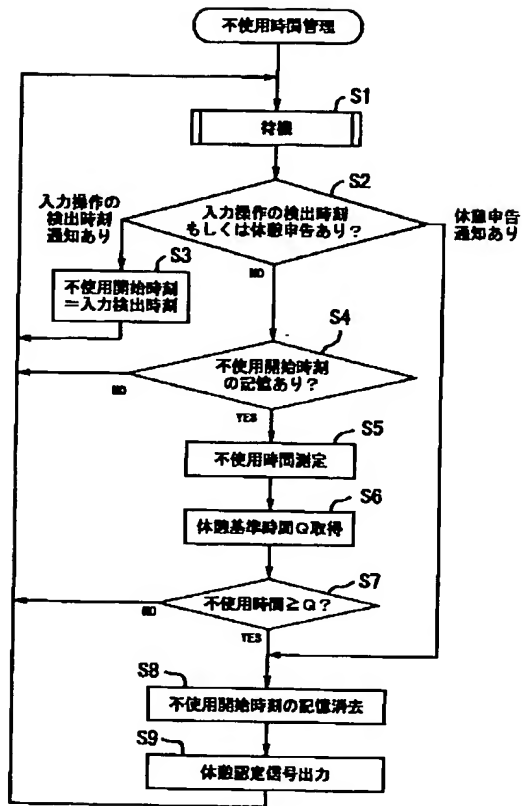 不使用時間管理
S1
待機
S2
入力操作の検出時刻
もしくは休憩申告あり？
入力操作の
検出時刻
通知あり
休憩申告
通知あり
S3
不使用開始時刻
＝入力検出時刻
NO
S4
不使用開始時刻
の記憶あり？
NO
YES
S5
不使用時間測定
S6
休憩基準時間Q取得
S7
不使用時間≧Q？
NO
YES
S8
不使用開始時刻の記憶消去
S9
休憩認定信号出力